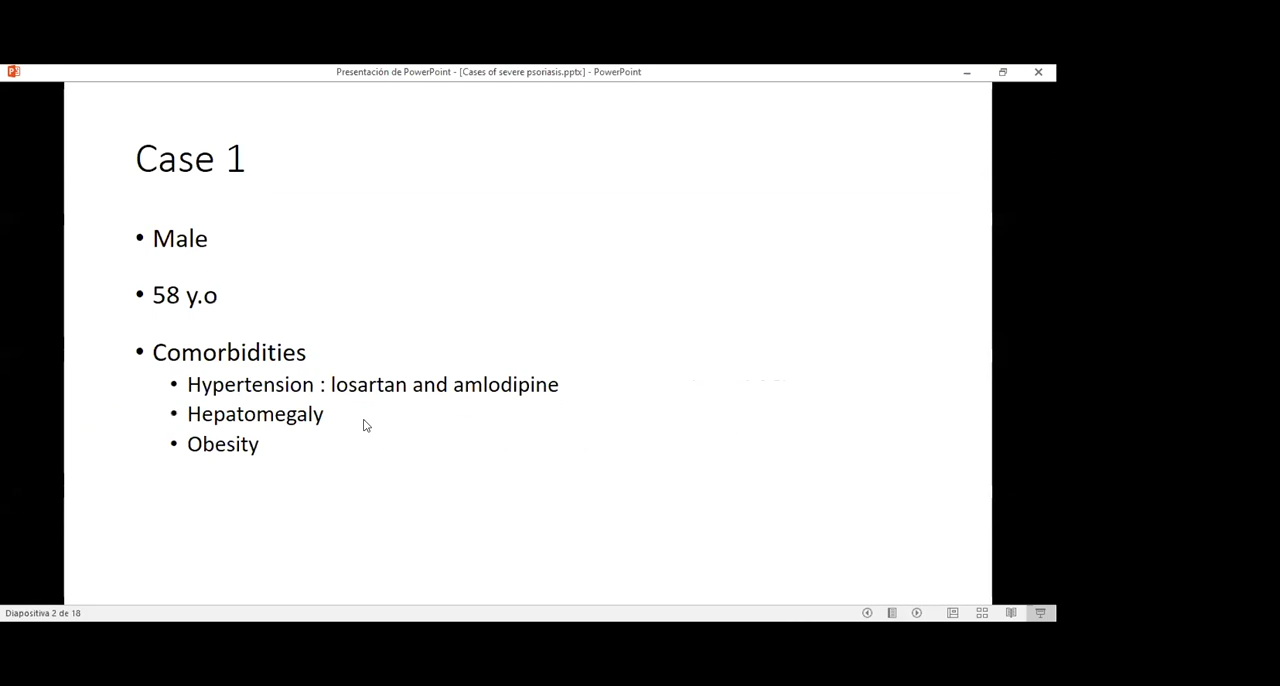 Presentación de PowerPoint - [Cases of severe psoriasis.pptx] - PowerPoint
Case 1
• Male
• 58 y.o
• Comorbidities
• Hypertension : losartan and amlodipine
• Hepatomegaly
• Obesity
Diapositiva 2 de 18